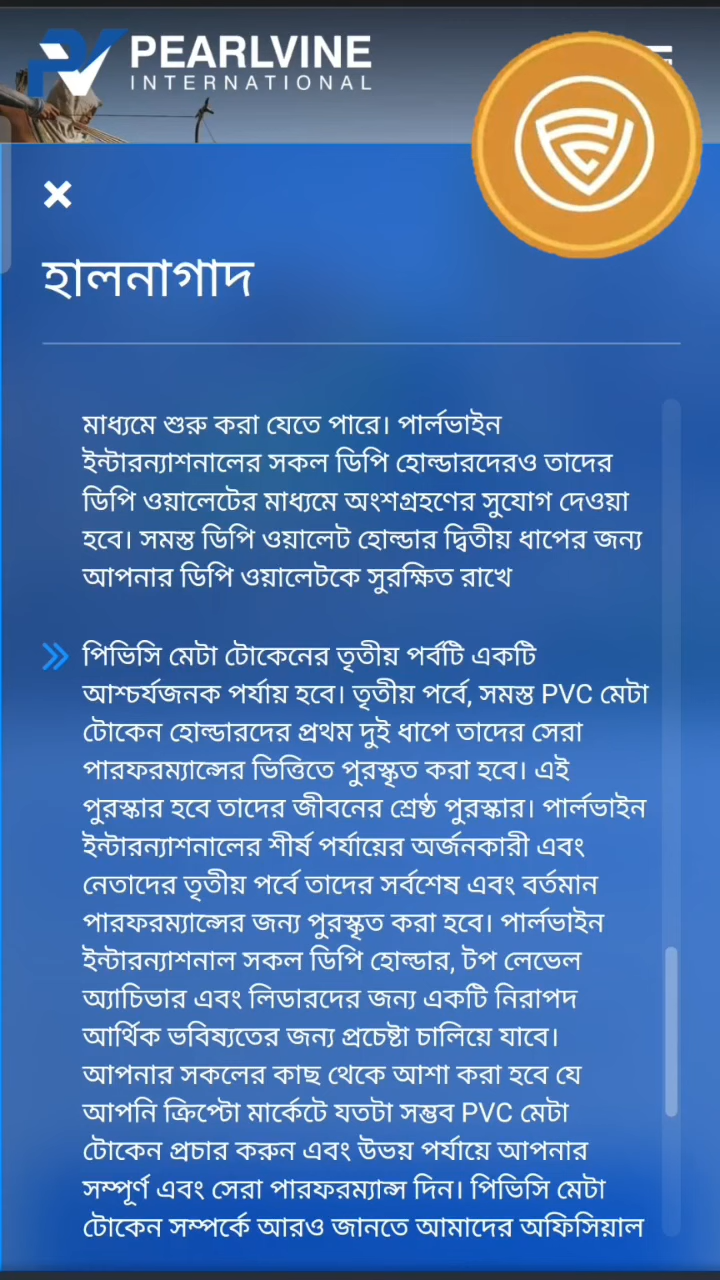 PEARLVINE
INTERNATIONAL
হালনাগাদ
মাধ্যমে শুরু করা যেতে পারে। পার্লভাইন
ইন্টারন্যাশনালের সকল ডিপি হোল্ডারদেরও তাদের
ডিপি ওয়ালেটের মাধ্যমে অংশগ্রহণের সুযোগ দেওয়া
হবে। সমস্ত ডিপি ওয়ালেট হোল্ডার দ্বিতীয় ধাপের জন্য
আপনার ডিপি ওয়ালেটকে সুরক্ষিত রাখে
পিভিসি মেটা টোকেনের তৃতীয় পর্বটি একটি
আশ্চর্যজনক পর্যায় হবে। তৃতীয় পর্বে, সমস্ত PVC মেটা
টোকেন হোল্ডারদের প্রথম দুই ধাপে তাদের সেরা
পারফরম্যান্সের ভিত্তিতে পুরস্কৃত করা হবে। এই
পুরস্কার হবে তাদের জীবনের শ্রেষ্ঠ পুরস্কার। পার্লভাইন
ইন্টারন্যাশনালের শীর্ষ পর্যায়ের অর্জনকারী এবং
নেতাদের তৃতীয় পর্বে তাদের সর্বশেষ এবং বর্তমান
পারফরম্যান্সের জন্য পুরস্কৃত করা হবে। পার্লভাইন
ইন্টারন্যাশনাল সকল ডিপি হোল্ডার, টপ লেভেল
অ্যাচিভার এবং লিডারদের জন্য একটি নিরাপদ
আর্থিক ভবিষ্যতের জন্য প্রচেষ্টা চালিয়ে যাবে।
আপনার সকলের কাছ থেকে আশা করা হবে যে
আপনি ক্রিপ্টো মার্কেটে যতটা সম্ভব PVC মেটা
টোকেন প্রচার করুন এবং উভয় পর্যায়ে আপনার
সম্পূর্ণ এবং সেরা পারফরম্যান্স দিন। পিভিসি মেটা
টোকেন সম্পর্কে আরও জানতে আমাদের অফিসিয়াল